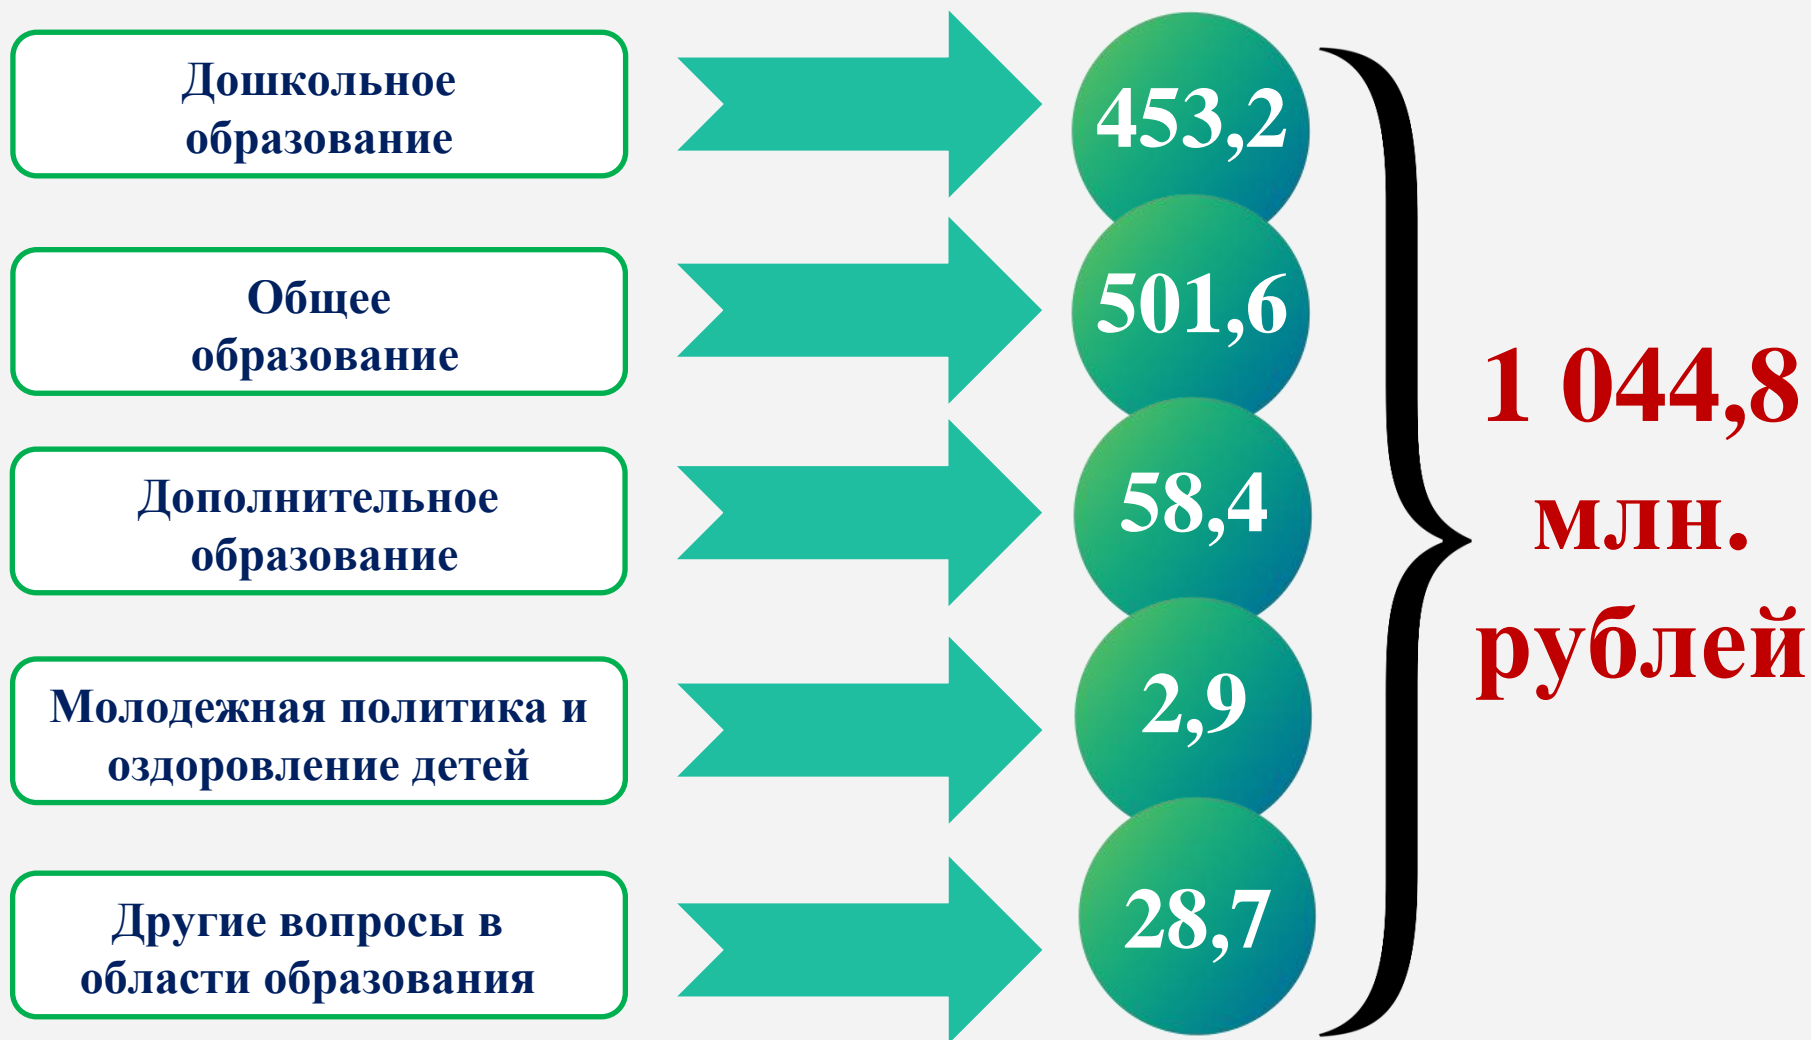 Дошкольное
образование
453,2
Общее
образование
501,6
Дополнительное
образование
58,4
Молодежная политика и
оздоровление детей
2,9
Другие вопросы в
области образования
28,7
1 044,8
млн.
рублей